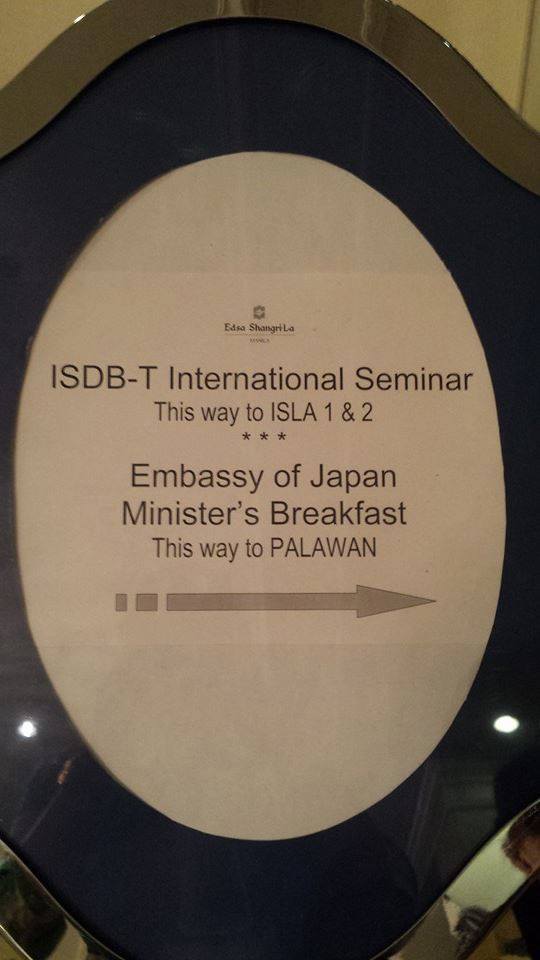 Edsa Shangri-La
MANILA
ISDB-T International Seminar
This way to ISLA 1 & 2
* * *
Embassy of Japan
Minister's Breakfast
This way to PALAWAN